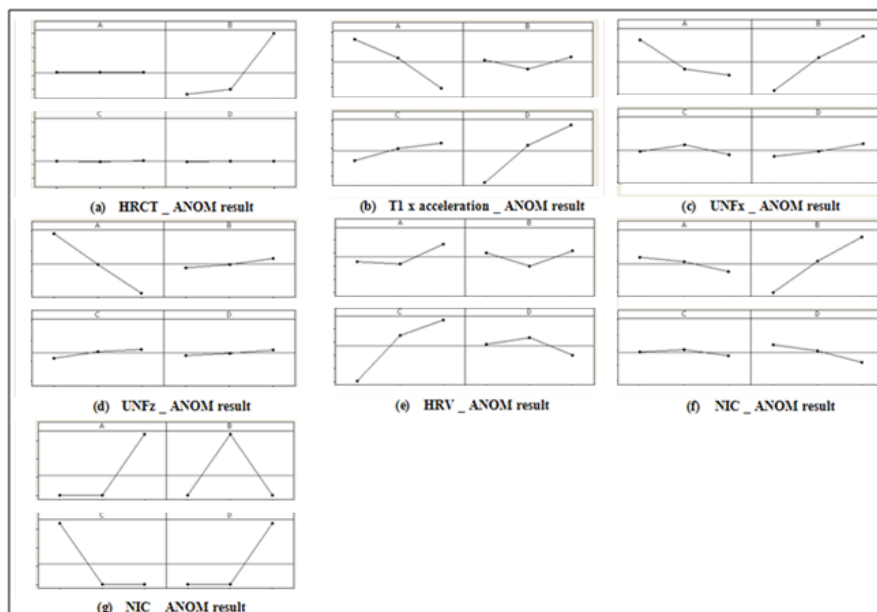 A B
C D
(a) HRCT _ ANOM result
A B
C D
(b) T1 x acceleration _ ANOM result
A B
C D
(c) UNFx _ ANOM result
A B
C D
(d) UNFz _ ANOM result
A B
C D
(e) HRV _ ANOM result
A B
C D
(f) NIC _ ANOM result
A B
C D
(g) NIC _ ANOM result